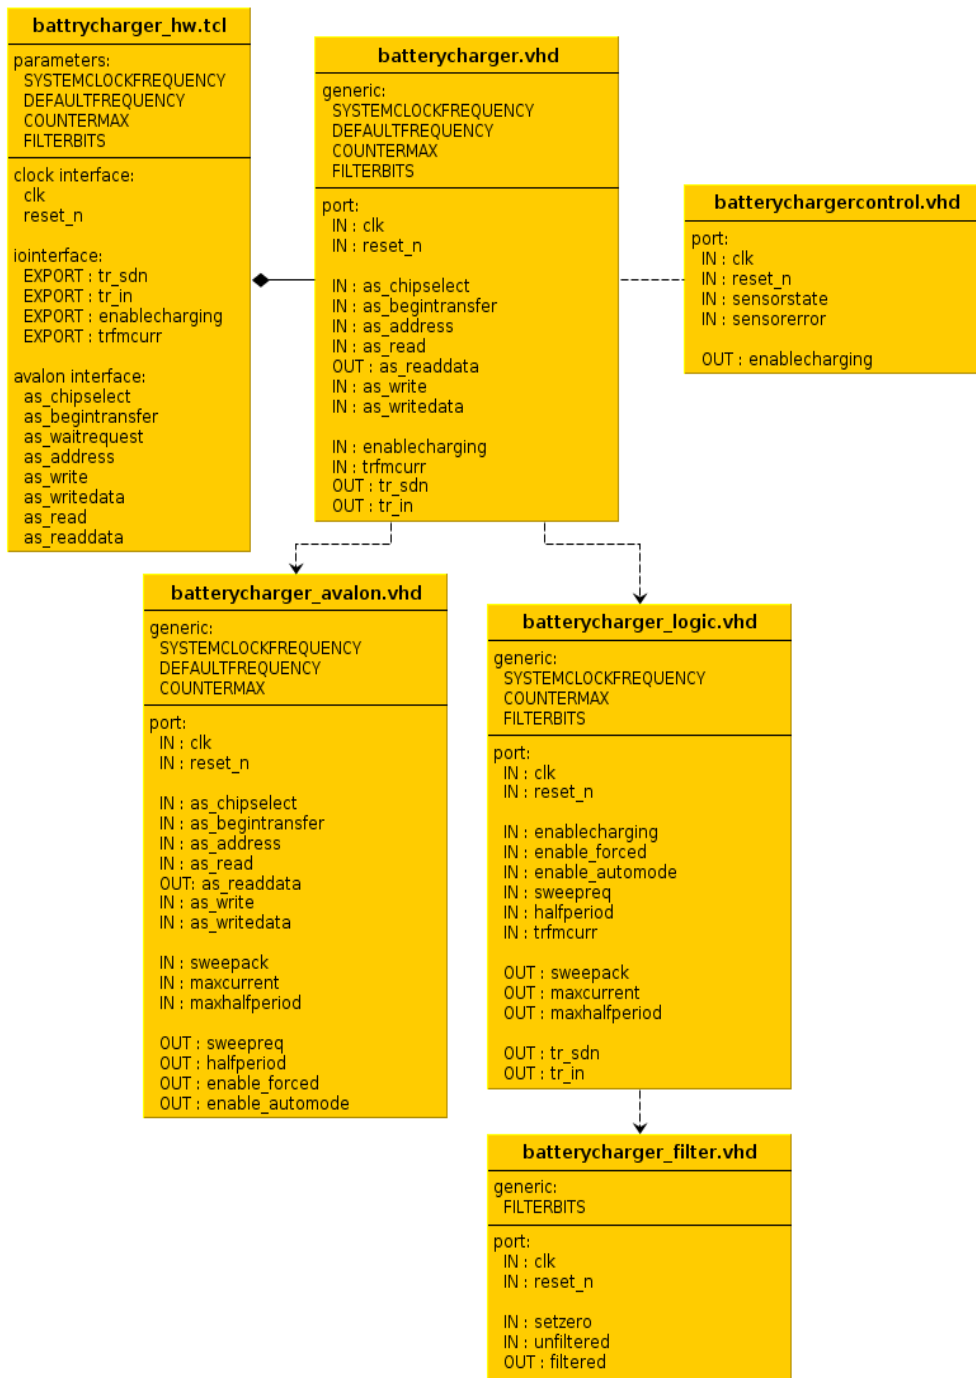 battrycharger_hw.tcl
parameters:
SYSTEMCLOCKFREQUENCY
DEFAULTFREQUENCY
COUNTERMAX
FILTERBITS
clock interface:
clk
reset_n
iointerface:
EXPORT : tr_sdn
EXPORT : tr_in
EXPORT : enablecharging
EXPORT : trfmcurr
avalon interface:
as_chipselect
as_begintransfer
as_waitrequest
as_address
as_write
as_writedata
as_read
as_readdata
batterycharger.vhd
generic:
SYSTEMCLOCKFREQUENCY
DEFAULTFREQUENCY
COUNTERMAX
FILTERBITS
port:
IN : clk
IN : reset_n
IN : as_chipselect
IN : as_begintransfer
IN : as_address
IN : as_read
OUT : as_readdata
IN : as_write
IN : as_writedata
IN : enablecharging
IN : trfmcurr
OUT : tr_sdn
OUT : tr_in
batterychargercontrol.vhd
port:
IN : clk
IN : reset_n
IN : sensorstate
IN : sensorerror
OUT : enablecharging
batterycharger_avalon.vhd
generic:
SYSTEMCLOCKFREQUENCY
DEFAULTFREQUENCY
COUNTERMAX
port:
IN : clk
IN : reset_n
IN : as_chipselect
IN : as_begintransfer
IN : as_address
IN : as_read
OUT: as_readdata
IN : as_write
IN : as_writedata
IN : sweepack
IN : maxcurrent
IN : maxhalfperiod
OUT : sweepreq
OUT : halfperiod
OUT : enable_forced
OUT : enable_automode
batterycharger_logic.vhd
generic:
SYSTEMCLOCKFREQUENCY
COUNTERMAX
FILTERBITS
port:
IN : clk
IN : reset_n
IN : enablecharging
IN : enable_forced
IN : enable_automode
IN : sweepreq
IN : halfperiod
IN : trfmcurr
OUT : sweepack
OUT : maxcurrent
OUT : maxhalfperiod
OUT : tr_sdn
OUT : tr_in
batterycharger_filter.vhd
generic:
FILTERBITS
port:
IN : clk
IN : reset_n
IN : setzero
IN : unfiltered
OUT : filtered